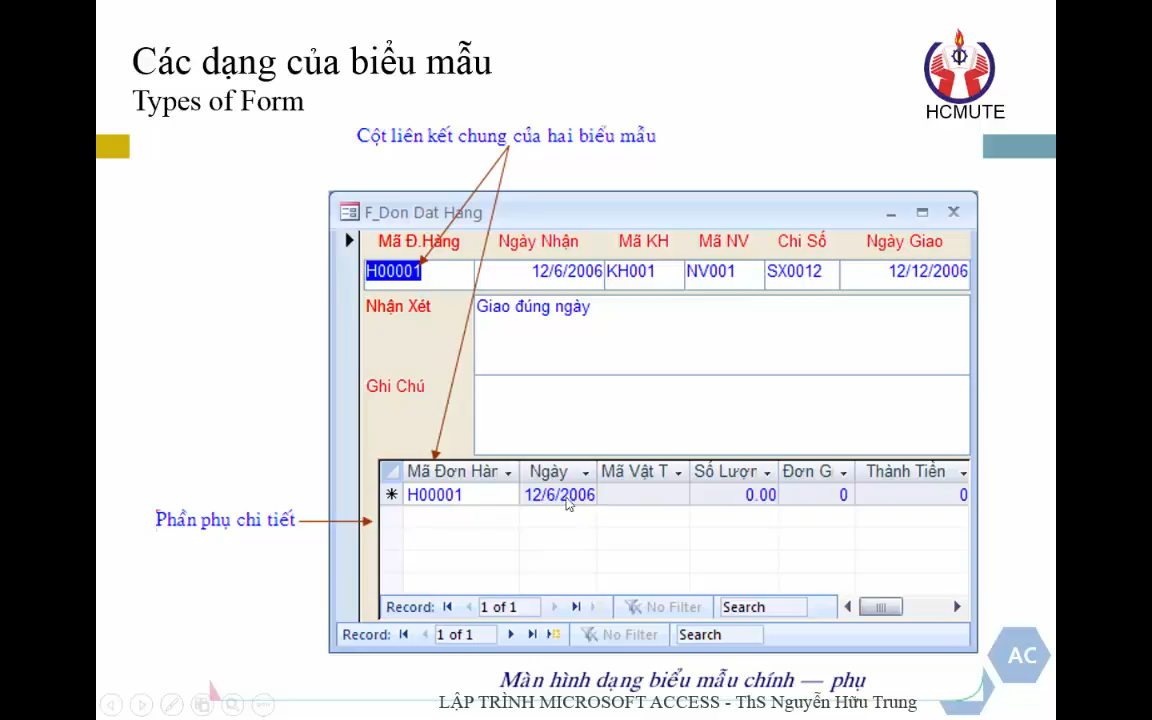 Các dạng của biểu mẫu
Types of Form
HCMUTE
Cột liên kết chung của hai biểu mẫu
F_Don Dat Hang
Mã Đ.Hàng Ngày Nhận Mã KH Mã NV Chi Số Ngày Giao
H00001 12/6/2006 KH001 NV001 SX0012 12/12/2006
Nhận Xét Giao đúng ngày
Ghi Chú
Mã Đơn Hàr Ngày Mã Vật T Số Lượn Đơn G Thành Tiền
H00001 12/6/2006 0.00 0 0
Phần phụ chi tiết
Record: 1 of 1 No Filter Search
Record: 1 of 1 No Filter Search
AC
Màn hình dạng biểu mẫu chính — phụ
LẬP TRÌNH MICROSOFT ACCESS - ThS Nguyễn Hữu Trung